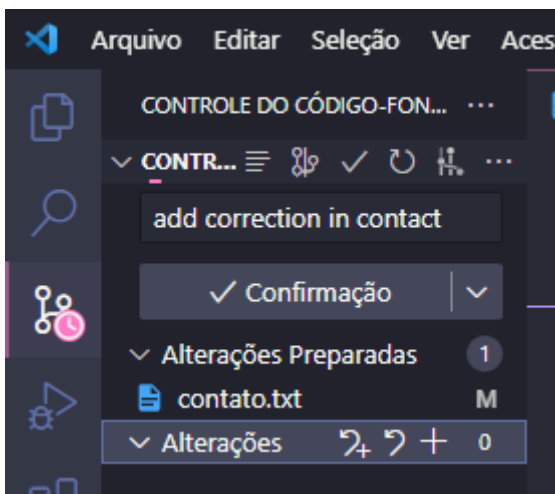 Arquivo Editar Seleção Ver Aces
CONTROLE DO CÓDIGO-FON... ...
CONTR...
add correction in contact
Confirmação
Alterações Preparadas 1
contato.txt M
Alterações 0